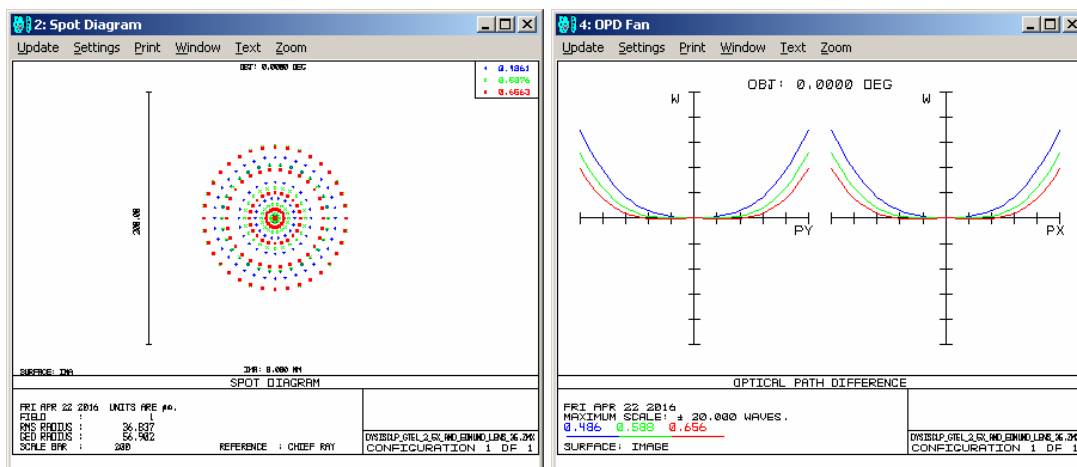 2: Spot Diagram
Update Settings Print Window Text Zoom
OBJ: 0.0000 DEG
0.4861
0.5876
0.6563
200.00
SURFACE: IMA
IMA: 0.000 MM
SPOT DIAGRAM
FRI APR 22 2016 UNITS ARE µm.
FIELD : 1
RMS RADIUS : 36.837
GEO RADIUS : 56.902
SCALE BAR : 200 REFERENCE : CHIEF RAY
CONFIGURATION 1 OF 1
4: OPD Fan
Update Settings Print Window Text Zoom
OBJ: 0.0000 DEG
W
W
PY
PX
OPTICAL PATH DIFFERENCE
FRI APR 22 2016
MAXIMUM SCALE: ± 20.000 WAVES.
0.486 0.588 0.656
SURFACE: IMAGE
CONFIGURATION 1 OF 1